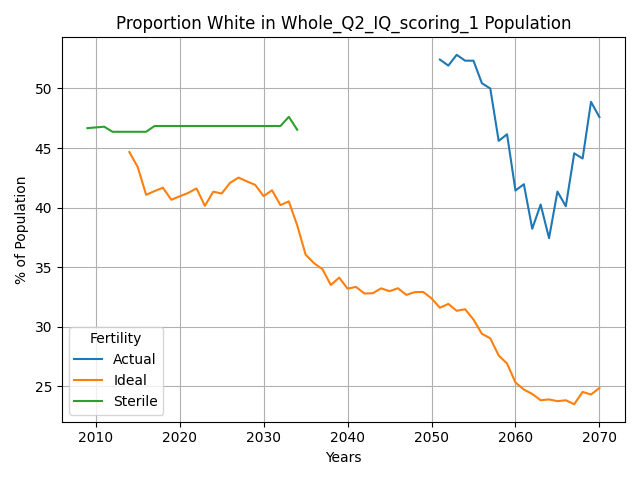 Proportion White in Whole_Q2_IQ_scoring_1 Population
% of Population
50
45
40
35
30
25
Fertility
Actual
Ideal
Sterile
2010 2020 2030 2040 2050 2060 2070
Years